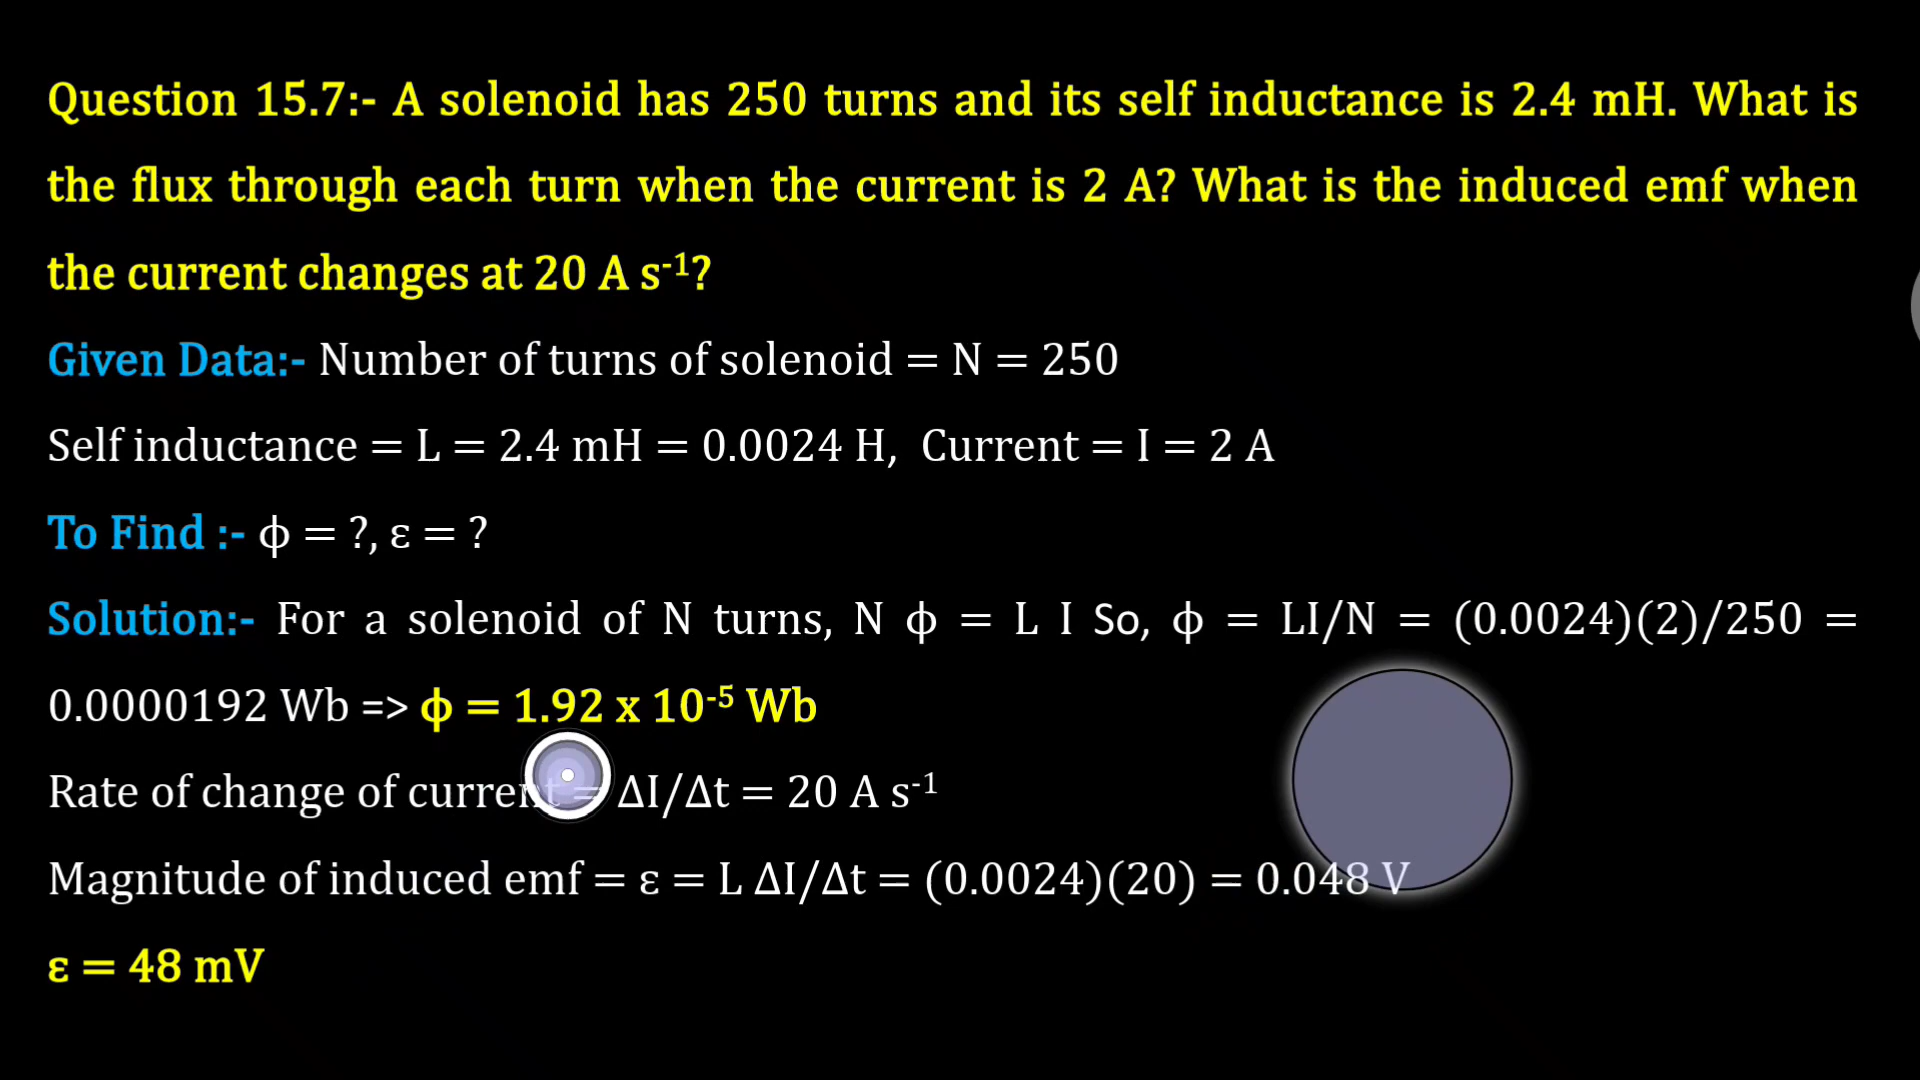 Question 15.7:- A solenoid has 250 turns and its self inductance is 2.4 mH. What is
the flux through each turn when the current is 2 A? What is the induced emf when
the current changes at 20 A s⁻¹?
Given Data:- Number of turns of solenoid = N = 250
Self inductance = L = 2.4 mH = 0.0024 H, Current = I = 2 A
To Find :- ϕ = ?, ε = ?
Solution:- For a solenoid of N turns, N ϕ = L I So, ϕ = LI/N = (0.0024)(2)/250 =
0.0000192 Wb => ϕ = 1.92 x 10⁻⁵ Wb
Rate of change of current = ΔI/Δt = 20 A s⁻¹
Magnitude of induced emf = ε = L ΔI/Δt = (0.0024)(20) = 0.048 V
ε = 48 mV